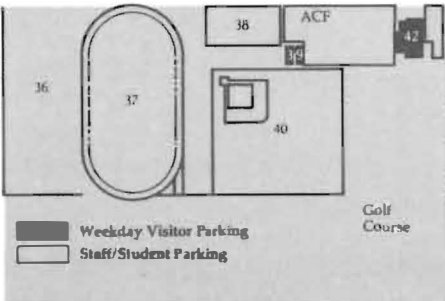 38
ACF
42
39
36
37
40
Golf
Course
Weekday Visitor Parking
Staff/Student Parking